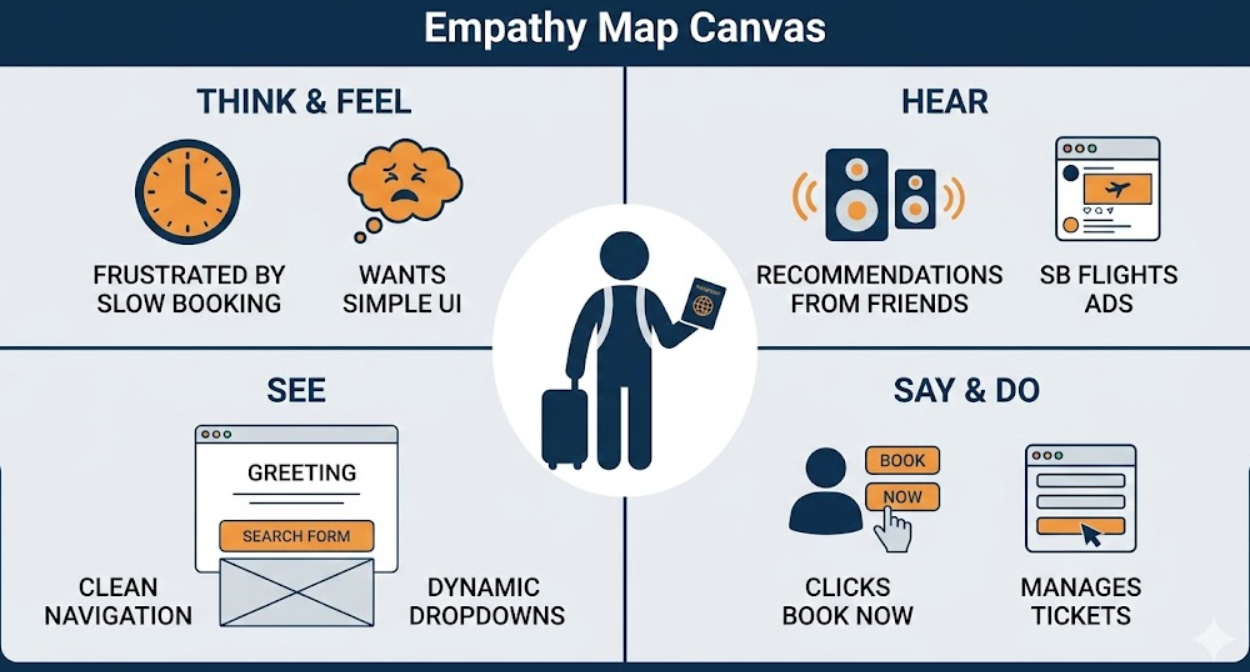 Empathy Map Canvas
THINK & FEEL
FRUSTRATED BY
SLOW BOOKING
WANTS
SIMPLE UI
HEAR
RECOMMENDATIONS
FROM FRIENDS
SB FLIGHTS
ADS
SEE
GREETING
SEARCH FORM
CLEAN
NAVIGATION
DYNAMIC
DROPDOWNS
SAY & DO
BOOK
NOW
CLICKS
BOOK NOW
MANAGES
TICKETS